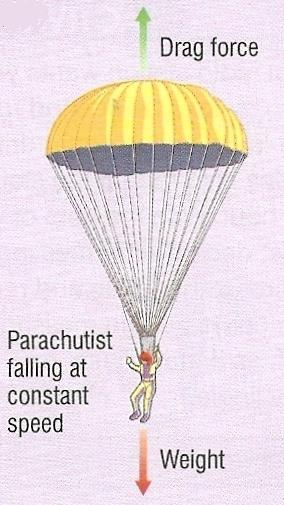 Drag force
Parachutist
falling at
constant
speed
Weight